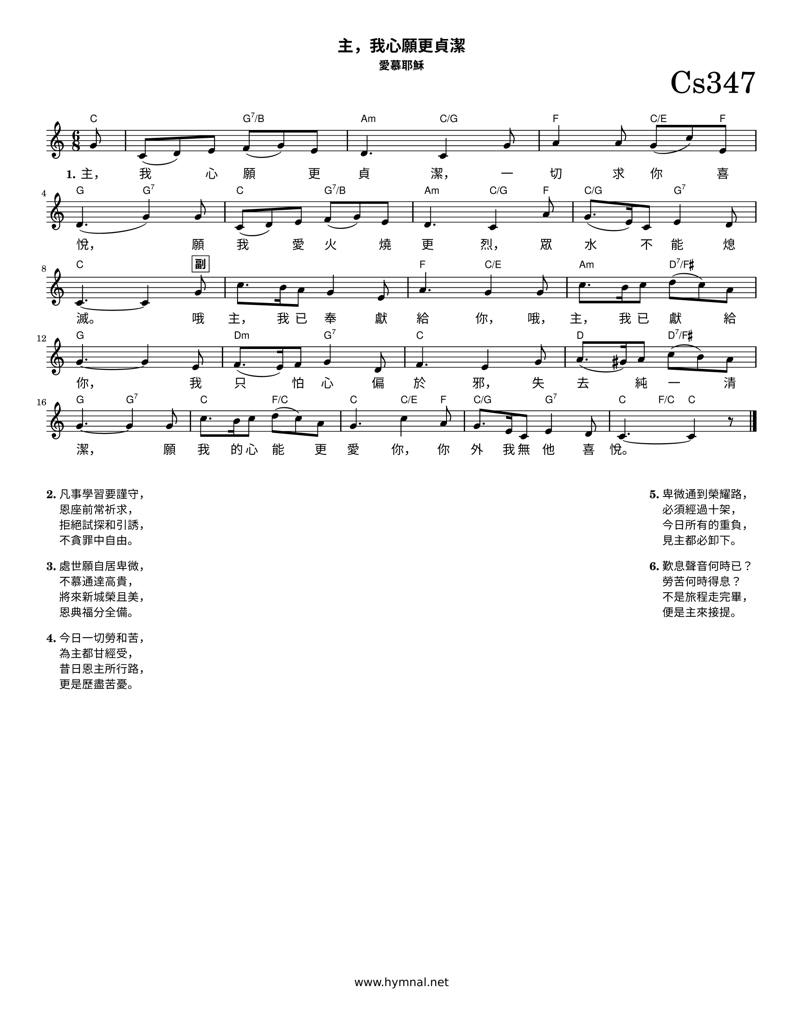 主，我心願更貞潔
愛慕耶穌
Cs347
C G7/B Am C/G F C/E F
1. 主， 我 心 願 更 貞 潔， 一 切 求 你 喜
4 G G7 C G7/B Am C/G F C/G G7
悅， 願 我 愛 火 燒 更 烈， 眾 水 不 能 熄
8 C 副 F C/E Am D7/F♯
滅。 哦 主， 我 已 奉 獻 給 你，哦， 主， 我 已 獻 給
12 G Dm G7 C D D7/F♯
你， 我 只 怕 心 偏 於 邪， 失 去 純 一 清
16 G G7 C F/C C C/E F C/G G7 C F/C C
潔， 願 我 的 心 能 更 愛 你，你 外 我 無 他 喜 悅。
2. 凡事學習要謹守，
恩座前常祈求，
拒絕試探和引誘，
不貪罪中自由。
3. 處世願自居卑微，
不慕通達高貴，
將來新城榮且美，
恩典福分全備。
4. 今日一切勞和苦，
為主都甘經受，
昔日恩主所行路，
更是歷盡苦憂。
5. 卑微通到榮耀路，
必須經過十架，
今日所有的重負，
見主都必卸下。
6. 歎息聲音何時已？
勞苦何時得息？
不是旅程走完畢，
便是主來接提。
www.hymnal.net